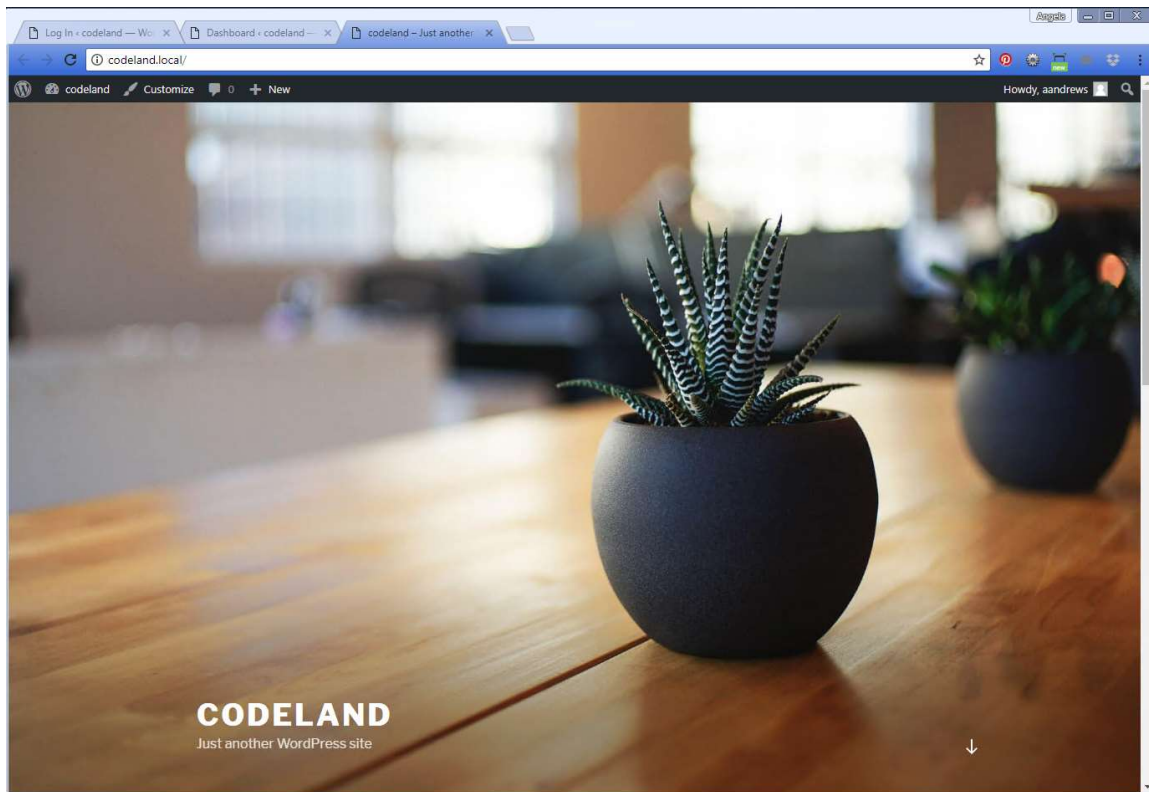 Angela
Log In ‹ codeland — Wo
Dashboard ‹ codeland —
codeland – Just another
codeland.local/
new
codeland Customize 0 New Howdy, aandrews
CODELAND
Just another WordPress site